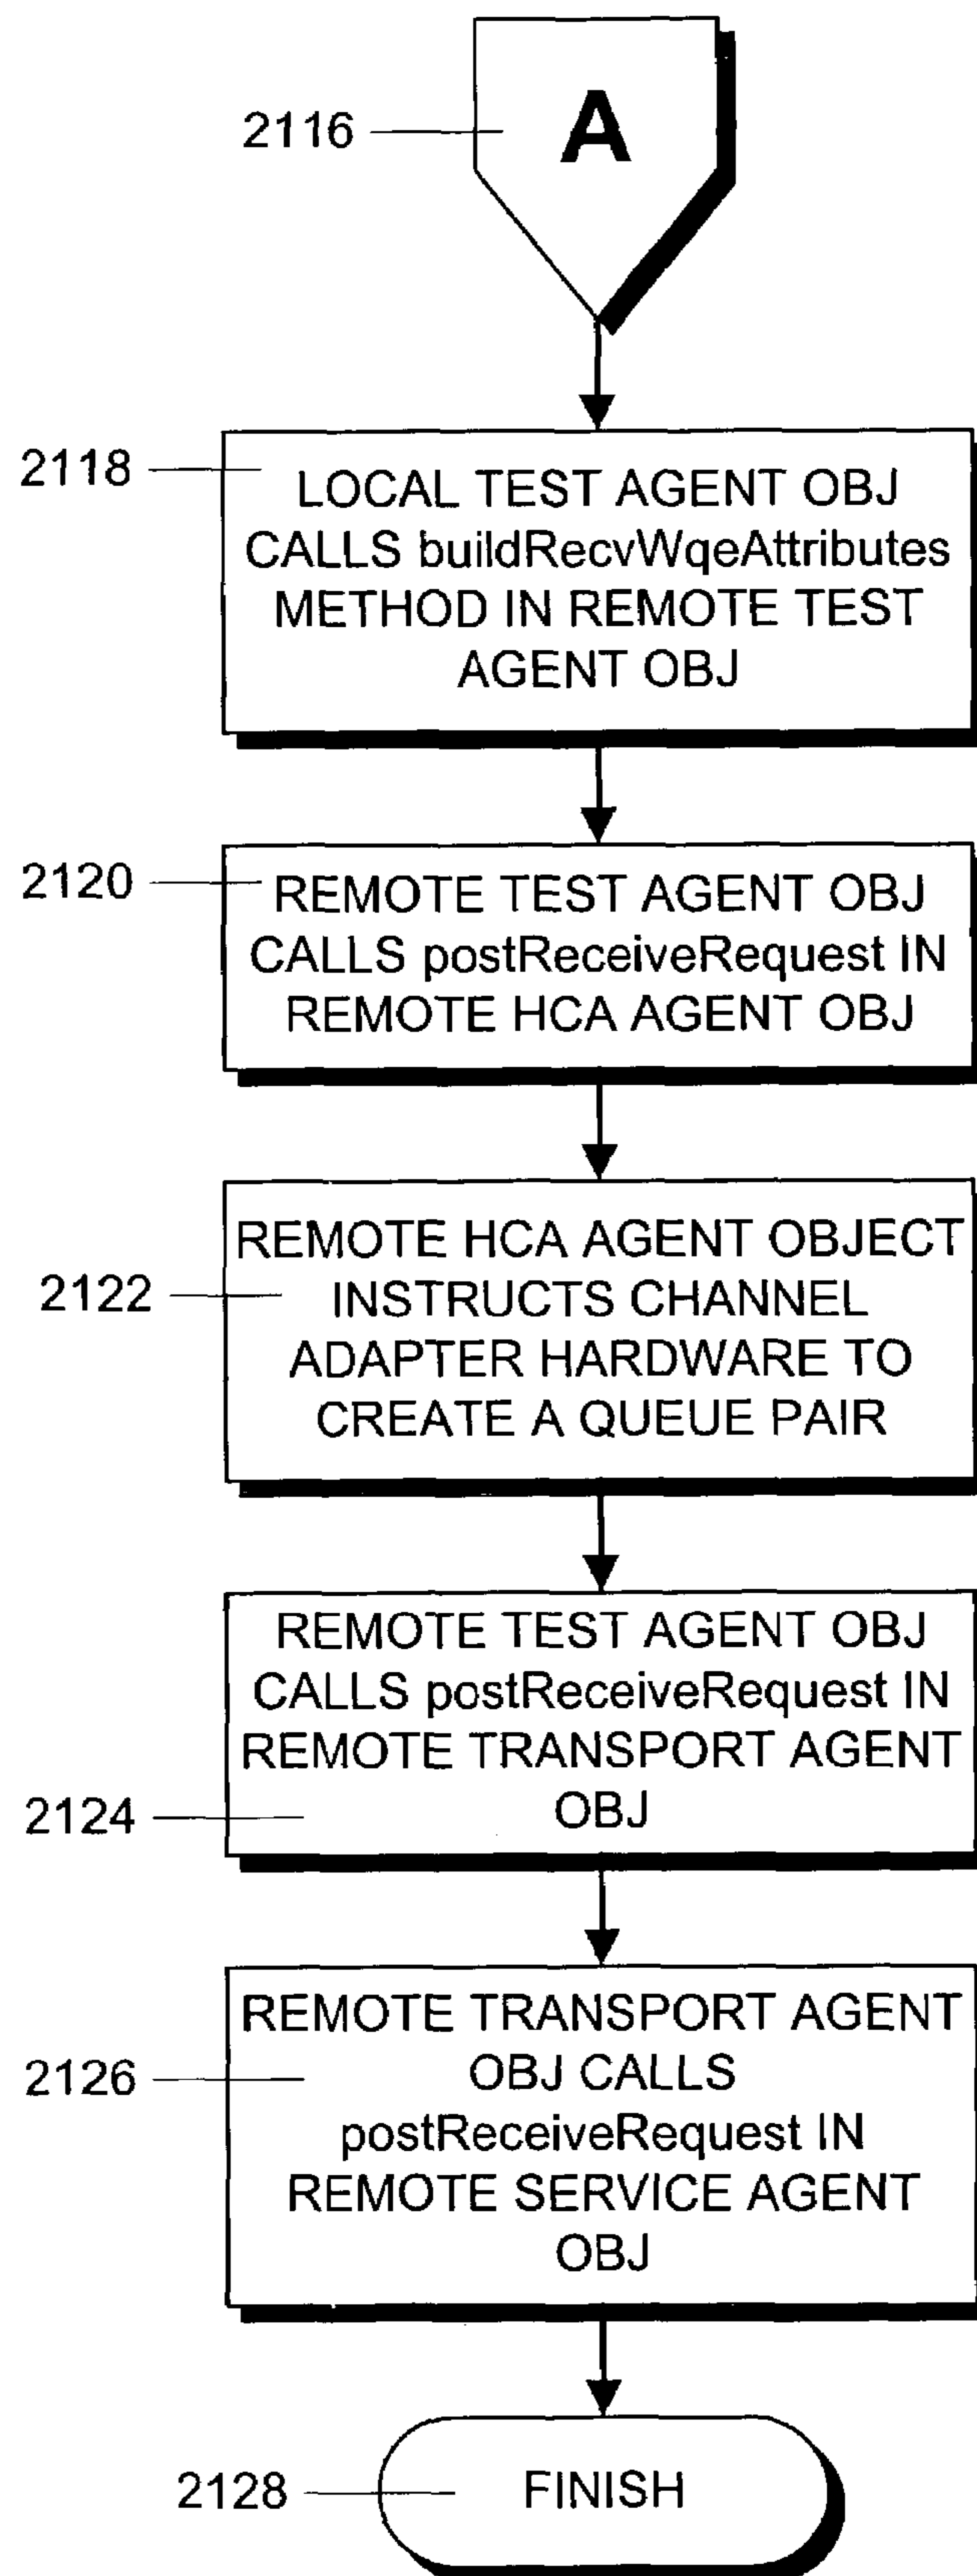 2116
A
2118
LOCAL TEST AGENT OBJ
CALLS buildRecvWqeAttributes
METHOD IN REMOTE TEST
AGENT OBJ
2120
REMOTE TEST AGENT OBJ
CALLS postReceiveRequest IN
REMOTE HCA AGENT OBJ
2122
REMOTE HCA AGENT OBJECT
INSTRUCTS CHANNEL
ADAPTER HARDWARE TO
CREATE A QUEUE PAIR
2124
REMOTE TEST AGENT OBJ
CALLS postReceiveRequest IN
REMOTE TRANSPORT AGENT
OBJ
2126
REMOTE TRANSPORT AGENT
OBJ CALLS
postReceiveRequest IN
REMOTE SERVICE AGENT
OBJ
2128
FINISH